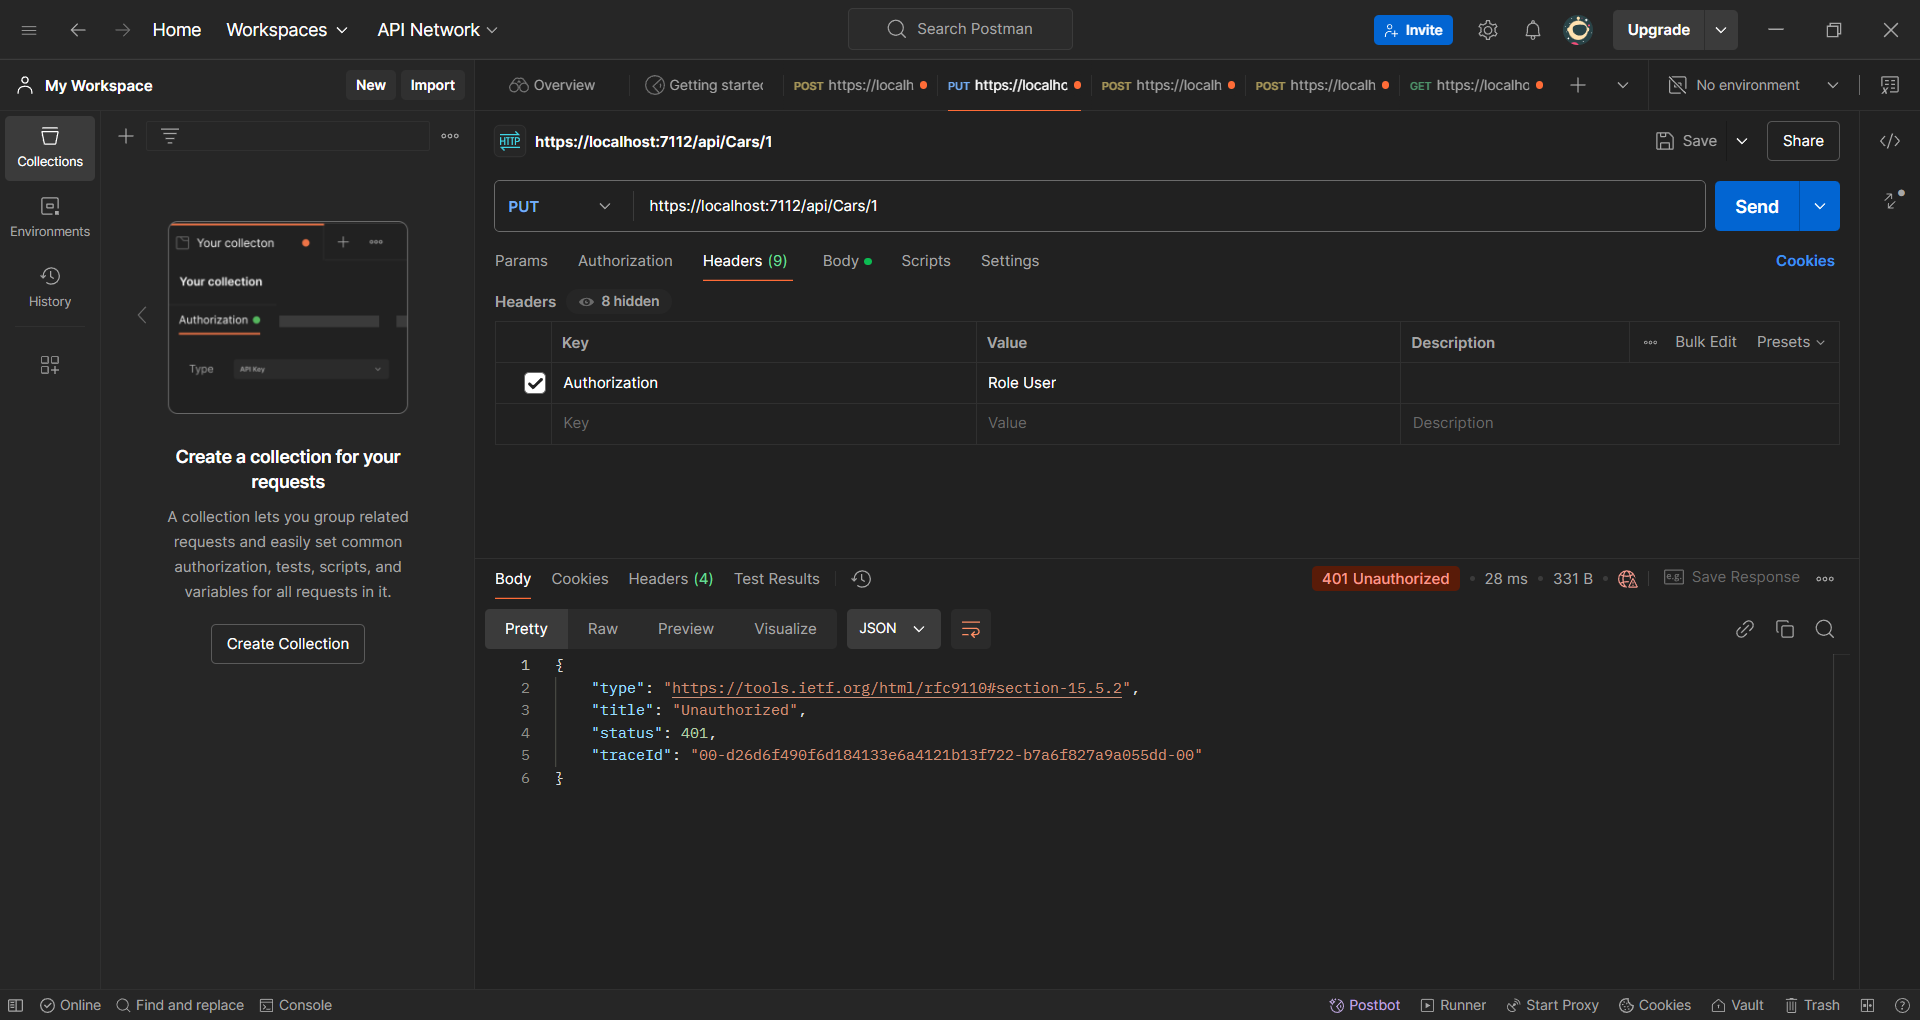 Home Workspaces API Network Search Postman Invite Upgrade
My Workspace New Import Overview Getting started POST https://localh PUT https://localhc POST https://localh POST https://localh GET https://localhc No environment
Collections
Environments
History
Your collecton
Your collection
Authorization
Type API Key
Create a collection for your
requests
A collection lets you group related
requests and easily set common
authorization, tests, scripts, and
variables for all requests in it.
Create Collection
HTTP https://localhost:7112/api/Cars/1 Save Share
PUT https://localhost:7112/api/Cars/1 Send
Params Authorization Headers (9) Body Scripts Settings Cookies
Headers 8 hidden
Key Value Description Bulk Edit Presets
Authorization Role User
Key Value Description
Body Cookies Headers (4) Test Results 401 Unauthorized 28 ms 331 B e.g. Save Response
Pretty Raw Preview Visualize JSON
1 {
2 "type": "https://tools.ietf.org/html/rfc9110#section-15.5.2",
3 "title": "Unauthorized",
4 "status": 401,
5 "traceId": "00-d26d6f490f6d184133e6a4121b13f722-b7a6f827a9a055dd-00"
6 }
Online Find and replace Console Postbot Runner Start Proxy Cookies Vault Trash